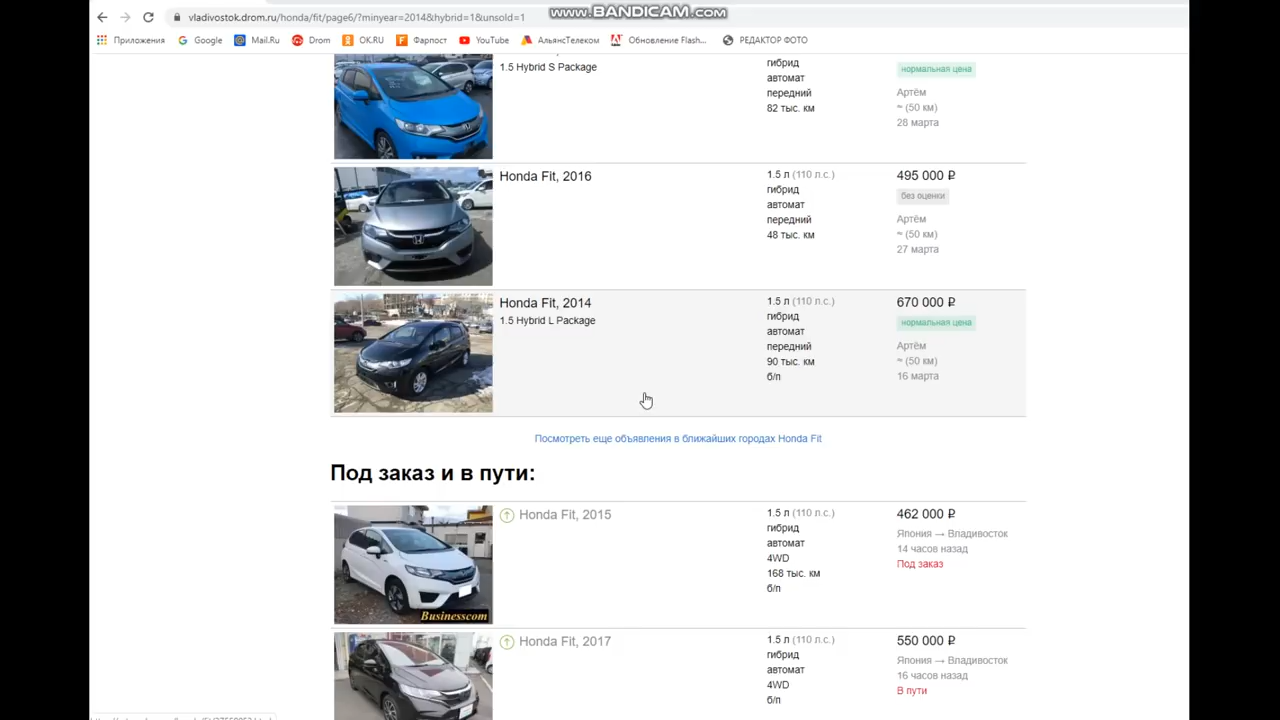 www.BANDICAM.com
vladivostok.drom.ru/honda/fit/page6/?minyear=2014&hybrid=1&unsold=1
Приложения Google Mail.Ru Drom OK.RU Фарпост YouTube АльянсТелеком Обновление Flash... РЕДАКТОР ФОТО
1.5 Hybrid S Package
гибрид
автомат
передний
82 тыс. км
нормальная цена
Артём
≈ (50 км)
28 марта
Honda Fit, 2016
1.5 л (110 л.с.)
гибрид
автомат
передний
48 тыс. км
495 000 ₽
без оценки
Артём
≈ (50 км)
27 марта
Honda Fit, 2014
1.5 Hybrid L Package
1.5 л (110 л.с.)
гибрид
автомат
передний
90 тыс. км
б/п
670 000 ₽
нормальная цена
Артём
≈ (50 км)
16 марта
Посмотреть еще объявления в ближайших городах Honda Fit
Под заказ и в пути:
Businesscom
Honda Fit, 2015
1.5 л (110 л.с.)
гибрид
автомат
4WD
168 тыс. км
б/п
462 000 ₽
Япония → Владивосток
14 часов назад
Под заказ
Honda Fit, 2017
1.5 л (110 л.с.)
гибрид
автомат
4WD
б/п
550 000 ₽
Япония → Владивосток
16 часов назад
В пути